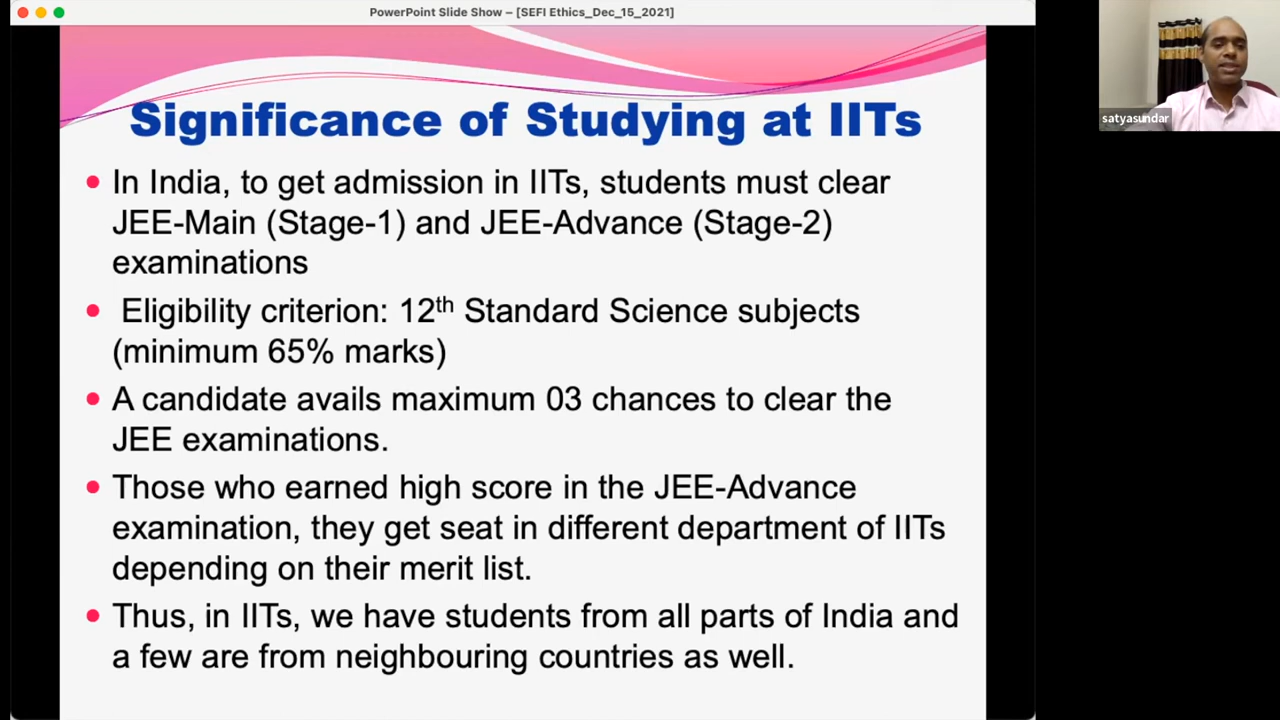 PowerPoint Slide Show – [SEFI Ethics_Dec_15_2021]
Significance of Studying at IITs
• In India, to get admission in IITs, students must clear
JEE-Main (Stage-1) and JEE-Advance (Stage-2)
examinations
• Eligibility criterion: 12th Standard Science subjects
(minimum 65% marks)
• A candidate avails maximum 03 chances to clear the
JEE examinations.
• Those who earned high score in the JEE-Advance
examination, they get seat in different department of IITs
depending on their merit list.
• Thus, in IITs, we have students from all parts of India and
a few are from neighbouring countries as well.
satyasundar